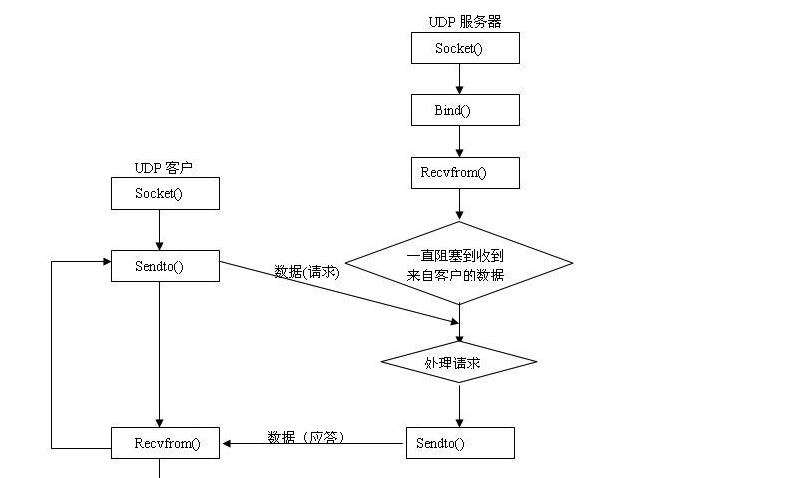 UDP 服务器
Socket()
Bind()
Recvfrom()
一直阻塞到收到
来自客户的数据
处理请求
Sendto()
UDP 客户
Socket()
Sendto()
数据(请求)
Recvfrom()
数据（应答）